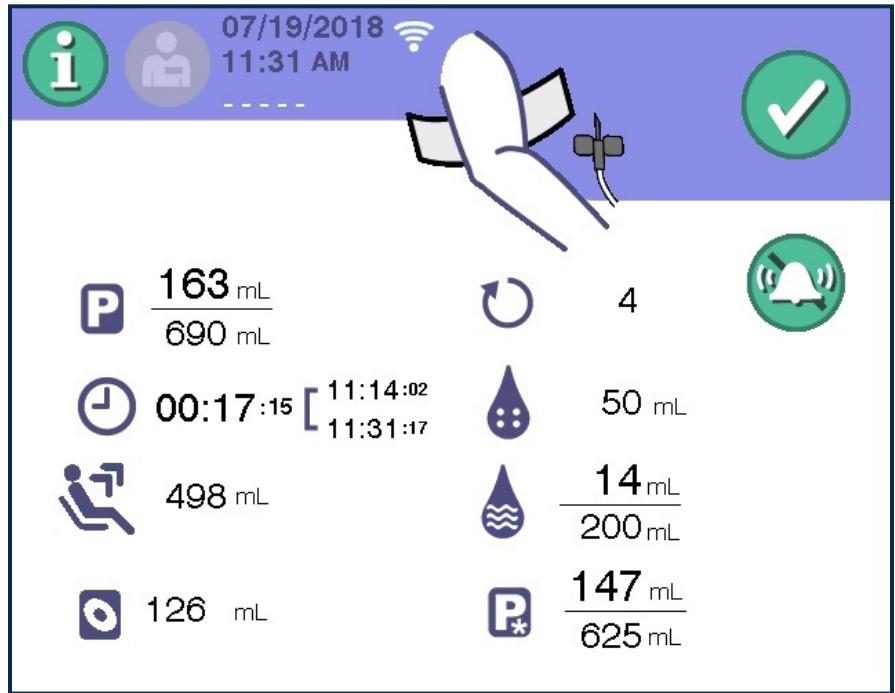 07/19/2018
11:31 AM
- - - - -
P 163 mL
690 mL
4
00:17:15 [ 11:14:02
11:31:17
50 mL
498 mL
14 mL
200 mL
126 mL
P* 147 mL
625 mL